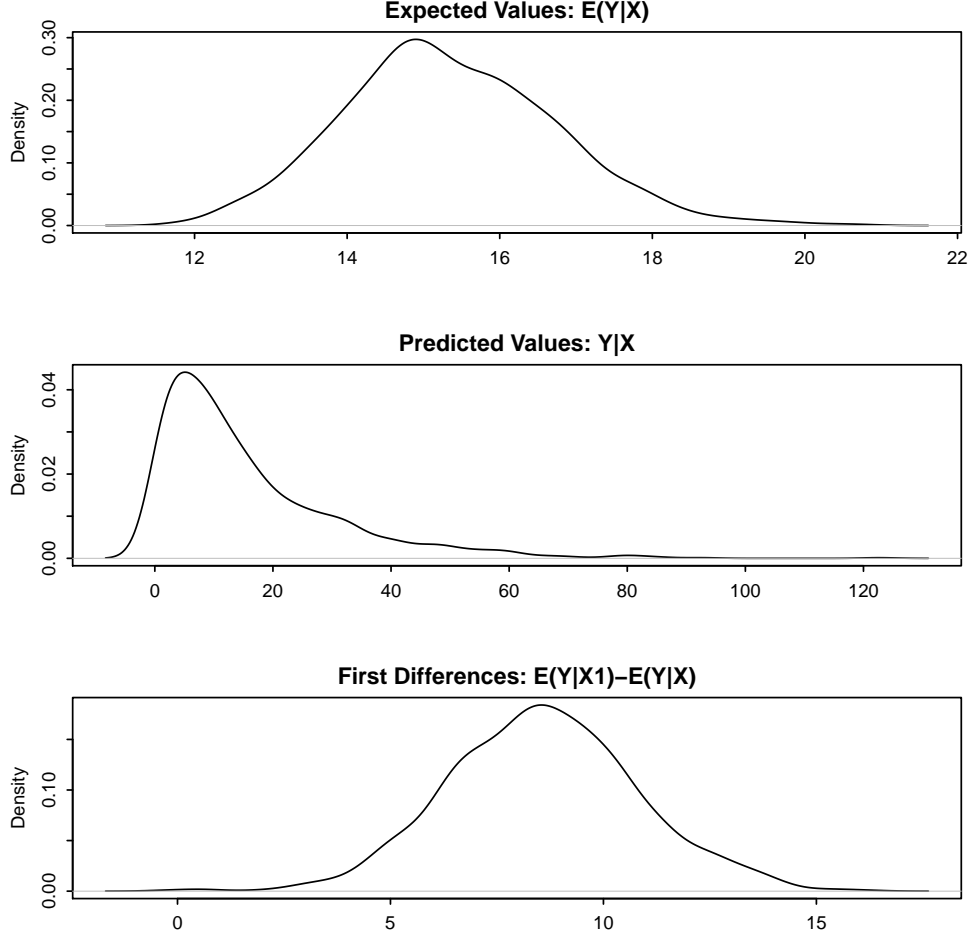 Expected Values: E(Y|X)
Density
0.00 0.10 0.20 0.30
12 14 16 18 20 22
Predicted Values: Y|X
Density
0.00 0.02 0.04
0 20 40 60 80 100 120
First Differences: E(Y|X1)−E(Y|X)
Density
0.00 0.10
0 5 10 15